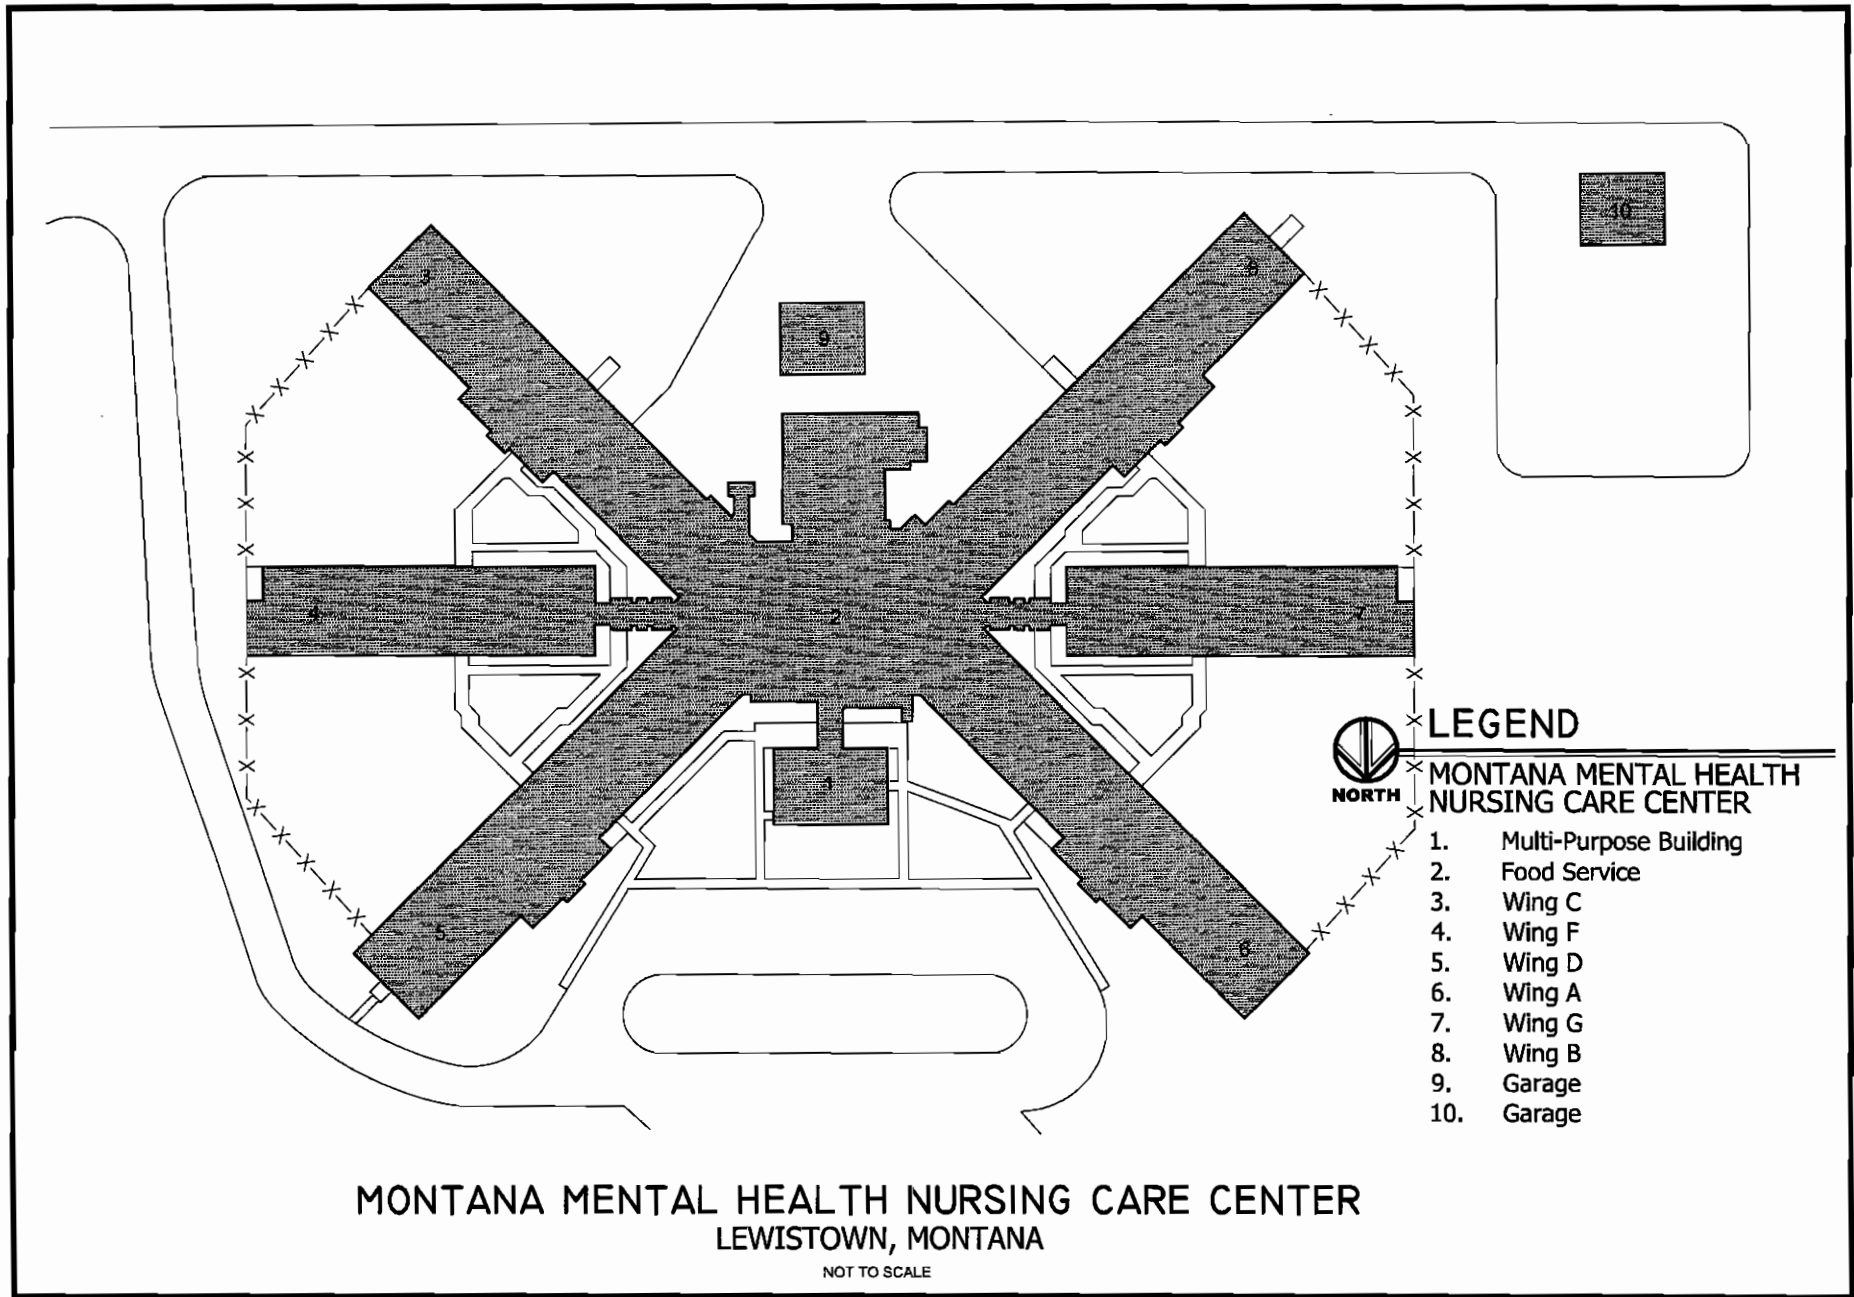 10
3
8
9
4
2
7
LEGEND
NORTH
MONTANA MENTAL HEALTH
NURSING CARE CENTER
1
1. Multi-Purpose Building
2. Food Service
3. Wing C
4. Wing F
5. Wing D
6. Wing A
7. Wing G
8. Wing B
9. Garage
10. Garage
5
6
MONTANA MENTAL HEALTH NURSING CARE CENTER
LEWISTOWN, MONTANA
NOT TO SCALE